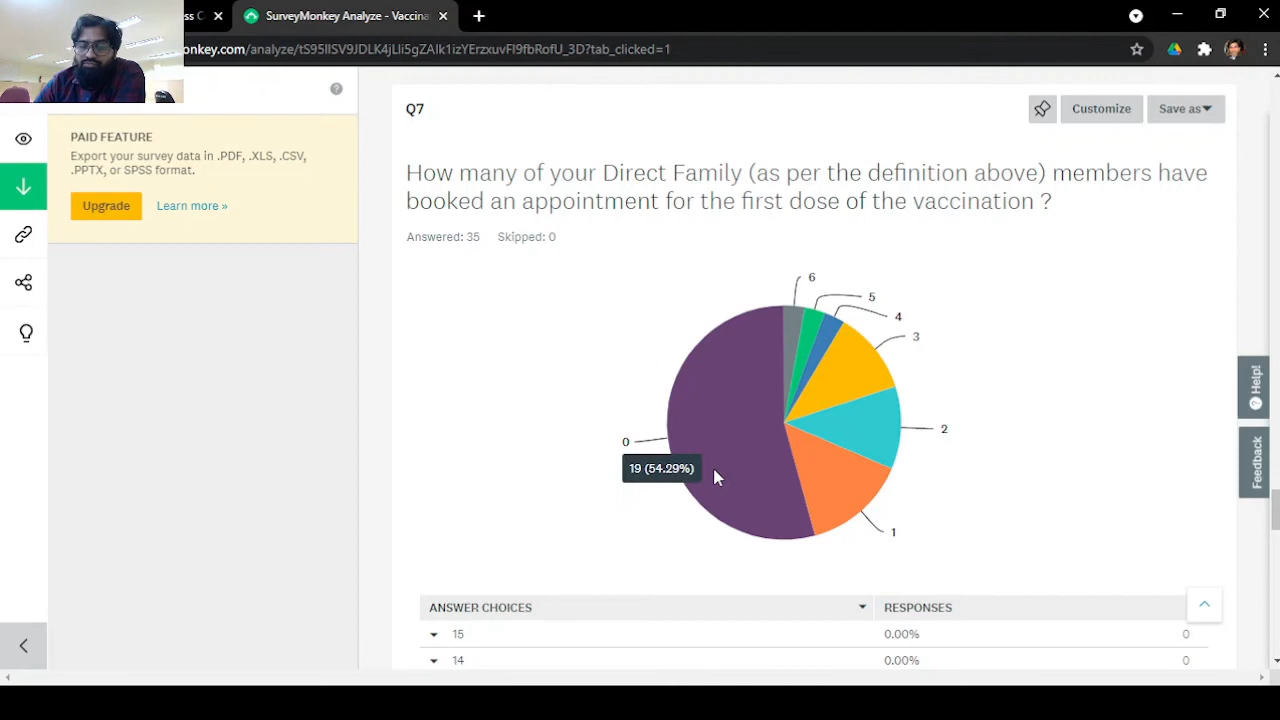 ss C
SurveyMonkey Analyze - Vaccina
onkey.com/analyze/tS95IISV9JDLK4jLIi5gZAIk1izYErzxuvFI9fbRofU_3D?tab_clicked=1
PAID FEATURE
Export your survey data in .PDF, .XLS, .CSV,
.PPTX, or SPSS format.
Upgrade
Learn more »
Q7
Customize
Save as
How many of your Direct Family (as per the definition above) members have
booked an appointment for the first dose of the vaccination ?
Answered: 35 Skipped: 0
6
5
4
3
2
0
19 (54.29%)
1
Help!
Feedback
ANSWER CHOICES RESPONSES
15 0.00% 0
14 0.00% 0